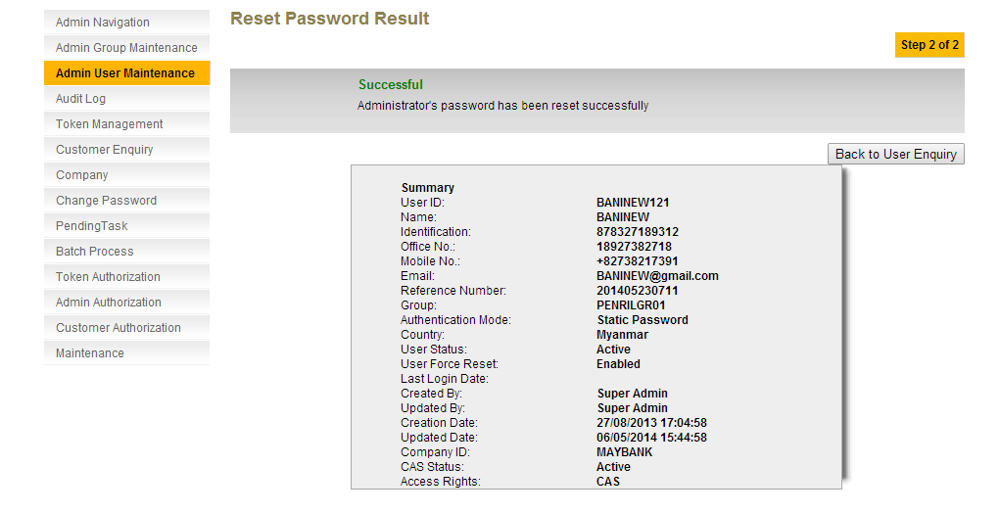 Admin Navigation
Admin Group Maintenance
Admin User Maintenance
Audit Log
Token Management
Customer Enquiry
Company
Change Password
PendingTask
Batch Process
Token Authorization
Admin Authorization
Customer Authorization
Maintenance
Reset Password Result
Step 2 of 2
Successful
Administrator's password has been reset successfully
Back to User Enquiry
Summary
User ID: BANINEW121
Name: BANINEW
Identification: 878327189312
Office No.: 18927382718
Mobile No.: +82738217391
Email: BANINEW@gmail.com
Reference Number: 201405230711
Group: PENRILGR01
Authentication Mode: Static Password
Country: Myanmar
User Status: Active
User Force Reset: Enabled
Last Login Date:
Created By: Super Admin
Updated By: Super Admin
Creation Date: 27/08/2013 17:04:58
Updated Date: 06/05/2014 15:44:58
Company ID: MAYBANK
CAS Status: Active
Access Rights: CAS